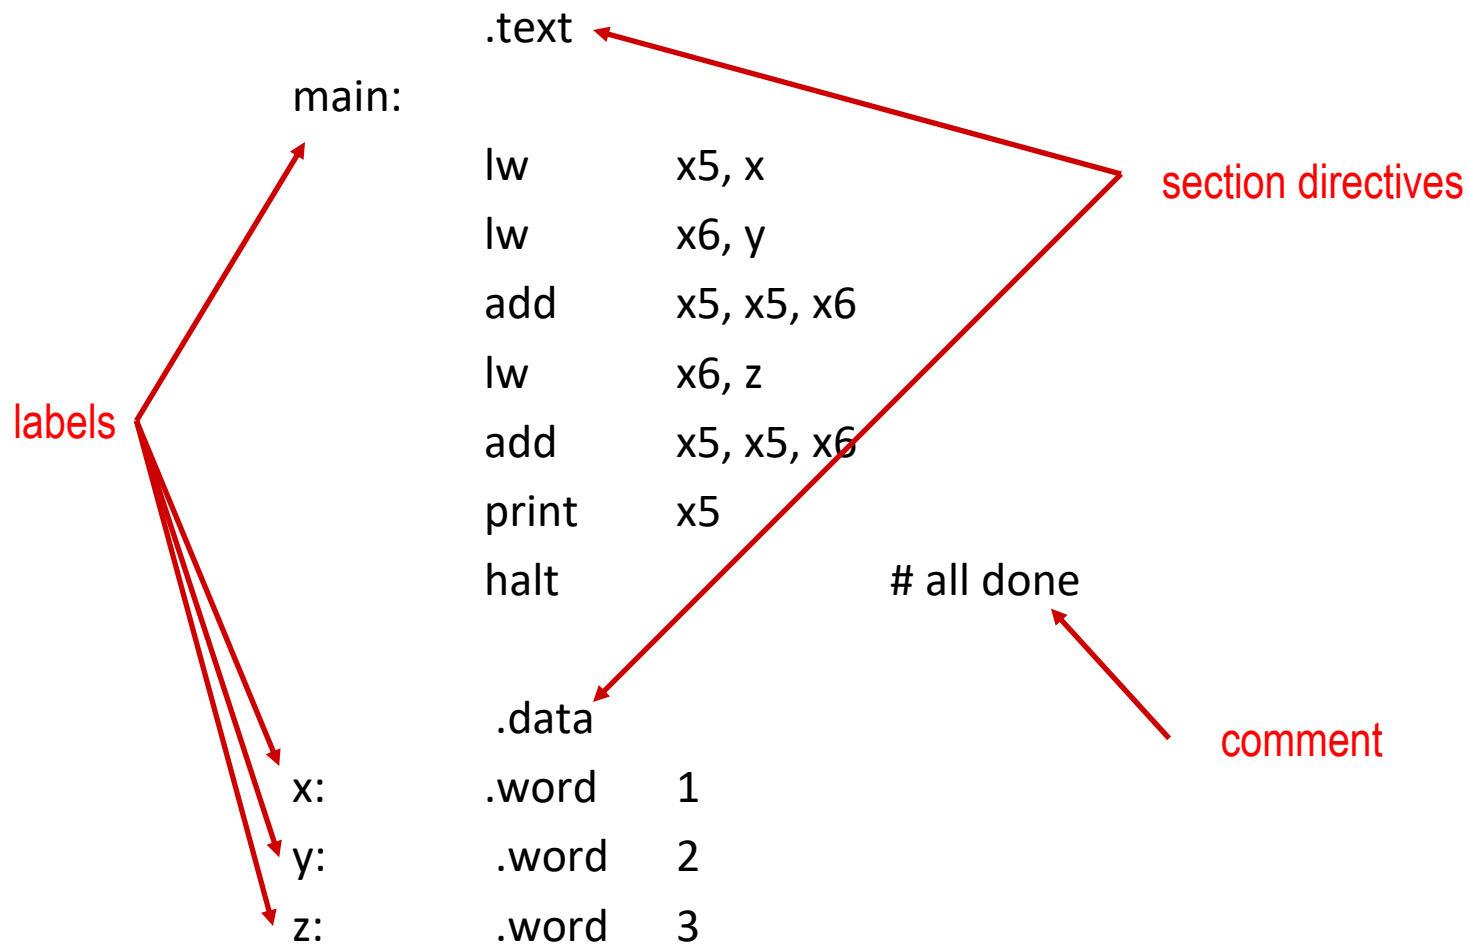 .text
main:
lw x5, x
section directives
lw x6, y
add x5, x5, x6
lw x6, z
labels
add x5, x5, x6
print x5
halt # all done
.data
comment
x: .word 1
y: .word 2
z: .word 3